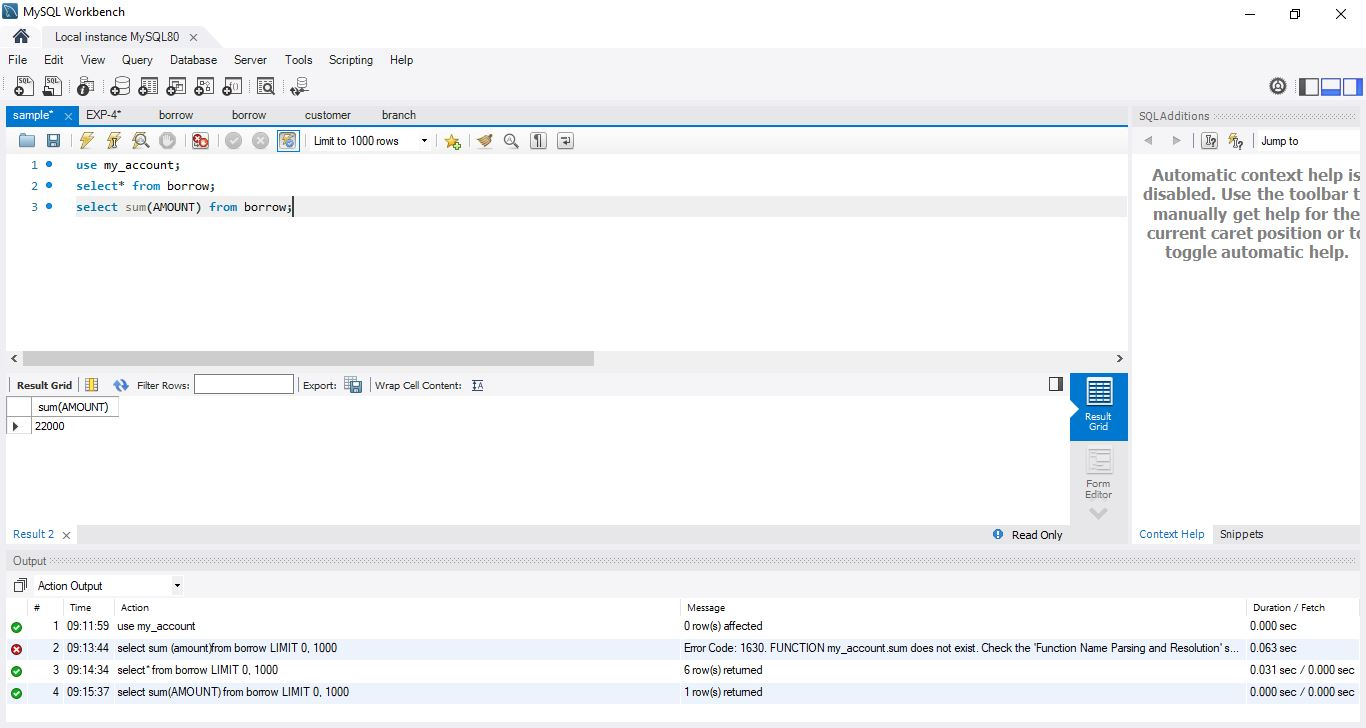 MySQL Workbench
Local instance MySQL80
File Edit View Query Database Server Tools Scripting Help
sample* EXP-4* borrow borrow customer branch
SQLAdditions
Limit to 1000 rows
Jump to
1 use my_account;
2 select* from borrow;
3 select sum(AMOUNT) from borrow;
Automatic context help is
disabled. Use the toolbar t
manually get help for the
current caret position or to
toggle automatic help.
Result Grid Filter Rows: Export: Wrap Cell Content:
sum(AMOUNT)
22000
Result
Grid
Form
Editor
Result 2
Read Only
Context Help Snippets
Output
Action Output
# Time Action Message Duration / Fetch
1 09:11:59 use my_account 0 row(s) affected 0.000 sec
2 09:13:44 select sum (amount)from borrow LIMIT 0, 1000 Error Code: 1630. FUNCTION my_account.sum does not exist. Check the 'Function Name Parsing and Resolution' s... 0.063 sec
3 09:14:34 select* from borrow LIMIT 0, 1000 6 row(s) returned 0.031 sec / 0.000 sec
4 09:15:37 select sum(AMOUNT) from borrow LIMIT 0, 1000 1 row(s) returned 0.000 sec / 0.000 sec